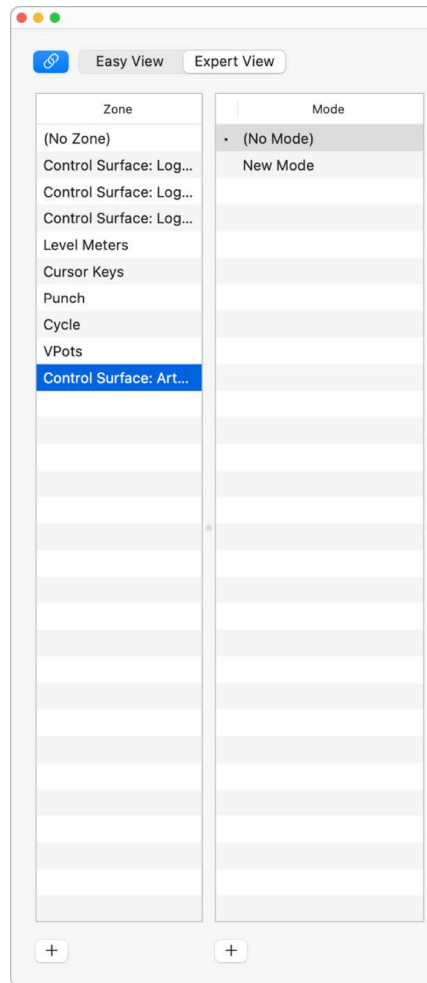 Easy View Expert View
Zone Mode
(No Zone) • (No Mode)
Control Surface: Log... New Mode
Control Surface: Log...
Control Surface: Log...
Level Meters
Cursor Keys
Punch
Cycle
VPots
Control Surface: Art...
+ +